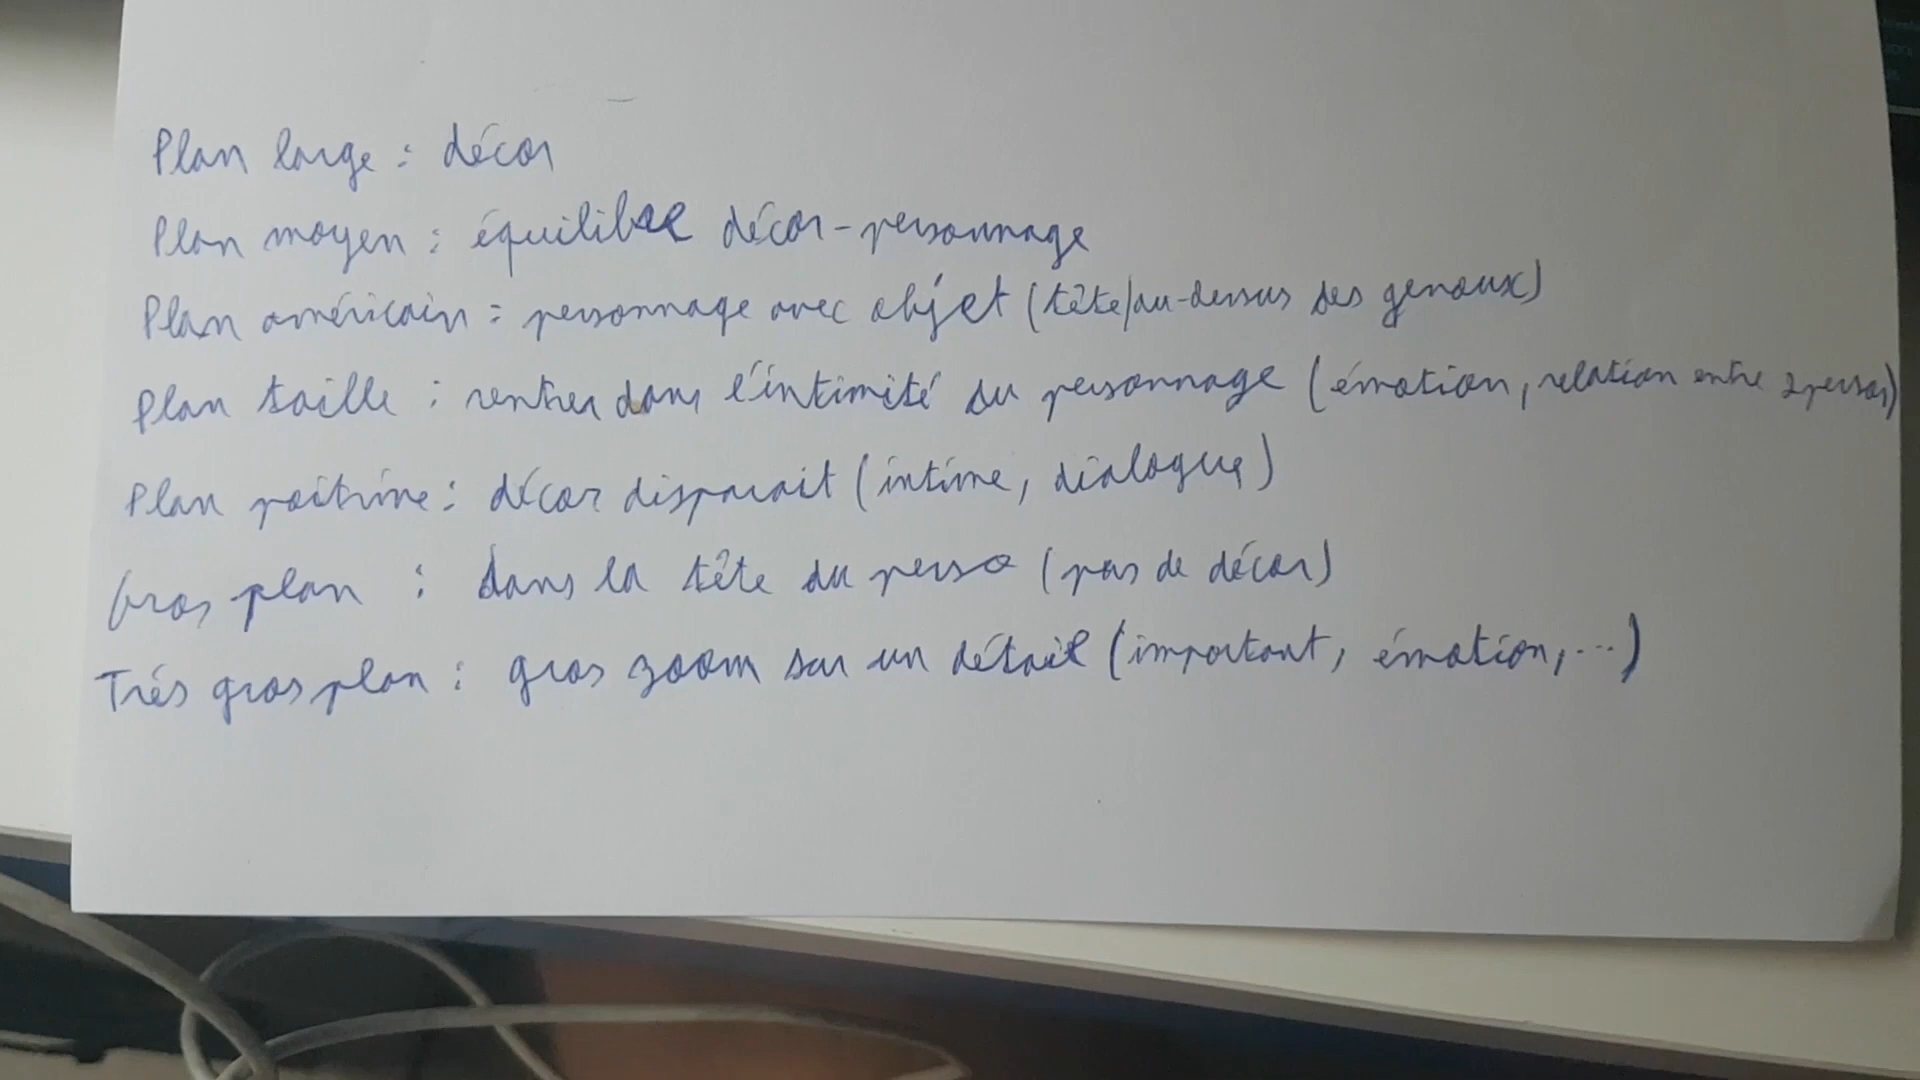 Plan large : décor
Plan moyen : équilibre décor-personnage
Plan américain : personnage avec objet (tête/au-dessus des genoux)
Plan taille : rentrer dans l'intimité du personnage (émotion, relation entre 2 persos)
Plan poitrine : décor disparait (intime, dialogue)
Gros plan : dans la tête du perso (pas de décor)
Trés gros plan : gros zoom sur un détail (important, émotion, ...)